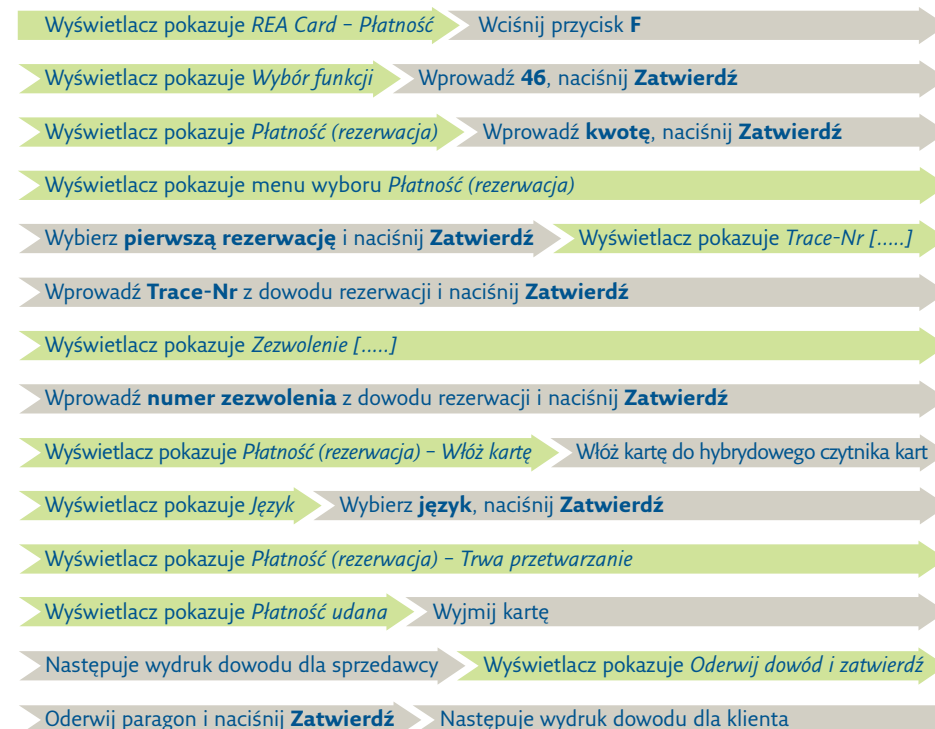 Wyświetlacz pokazuje REA Card – Płatność Wciśnij przycisk F
Wyświetlacz pokazuje Wybór funkcji Wprowadź 46, naciśnij Zatwierdź
Wyświetlacz pokazuje Płatność (rezerwacja) Wprowadź kwotę, naciśnij Zatwierdź
Wyświetlacz pokazuje menu wyboru Płatność (rezerwacja)
Wybierz pierwszą rezerwację i naciśnij Zatwierdź Wyświetlacz pokazuje Trace-Nr [.....]
Wprowadź Trace-Nr z dowodu rezerwacji i naciśnij Zatwierdź
Wyświetlacz pokazuje Zezwolenie [.....]
Wprowadź numer zezwolenia z dowodu rezerwacji i naciśnij Zatwierdź
Wyświetlacz pokazuje Płatność (rezerwacja) – Włóż kartę Włóż kartę do hybrydowego czytnika kart
Wyświetlacz pokazuje Język Wybierz język, naciśnij Zatwierdź
Wyświetlacz pokazuje Płatność (rezerwacja) – Trwa przetwarzanie
Wyświetlacz pokazuje Płatność udana Wyjmij kartę
Następuje wydruk dowodu dla sprzedawcy Wyświetlacz pokazuje Oderwij dowód i zatwierdź
Oderwij paragon i naciśnij Zatwierdź Następuje wydruk dowodu dla klienta